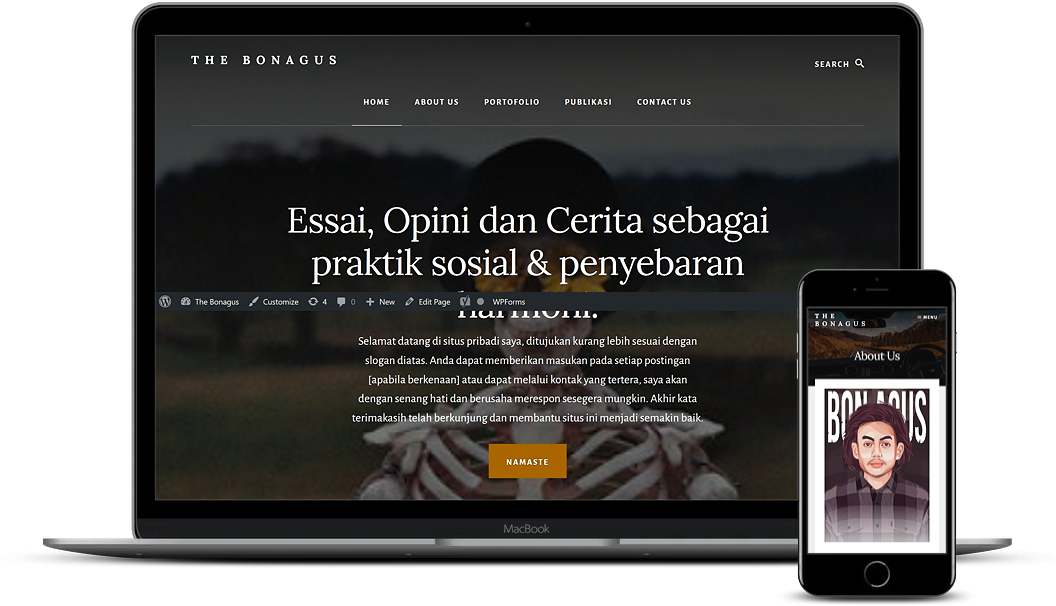 THE BONAGUS
SEARCH
HOME ABOUT US PORTOFOLIO PUBLIKASI CONTACT US
Essai, Opini dan Cerita sebagai
praktik sosial & penyebaran
harmoni.
The Bonagus Customize 4 0 New Edit Page WPForms
Selamat datang di situs pribadi saya, ditujukan kurang lebih sesuai dengan
slogan diatas. Anda dapat memberikan masukan pada setiap postingan
[apabila berkenaan] atau dapat melalui kontak yang tertera, saya akan
dengan senang hati dan berusaha merespon sesegera mungkin. Akhir kata
terimakasih telah berkunjung dan membantu situs ini menjadi semakin baik.
NAMASTE
MacBook
THE
BONAGUS
MENU
About Us
BON AGUS